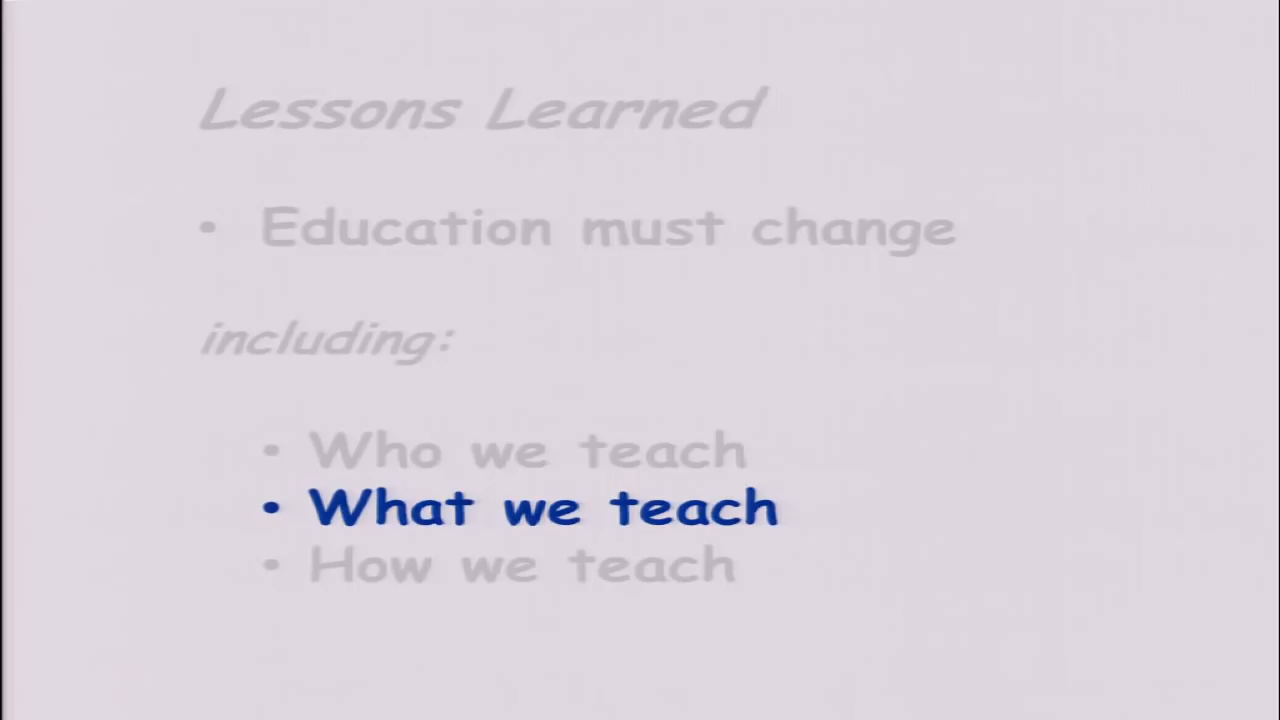 Lessons Learned
• Education must change
including:
• Who we teach
• What we teach
• How we teach